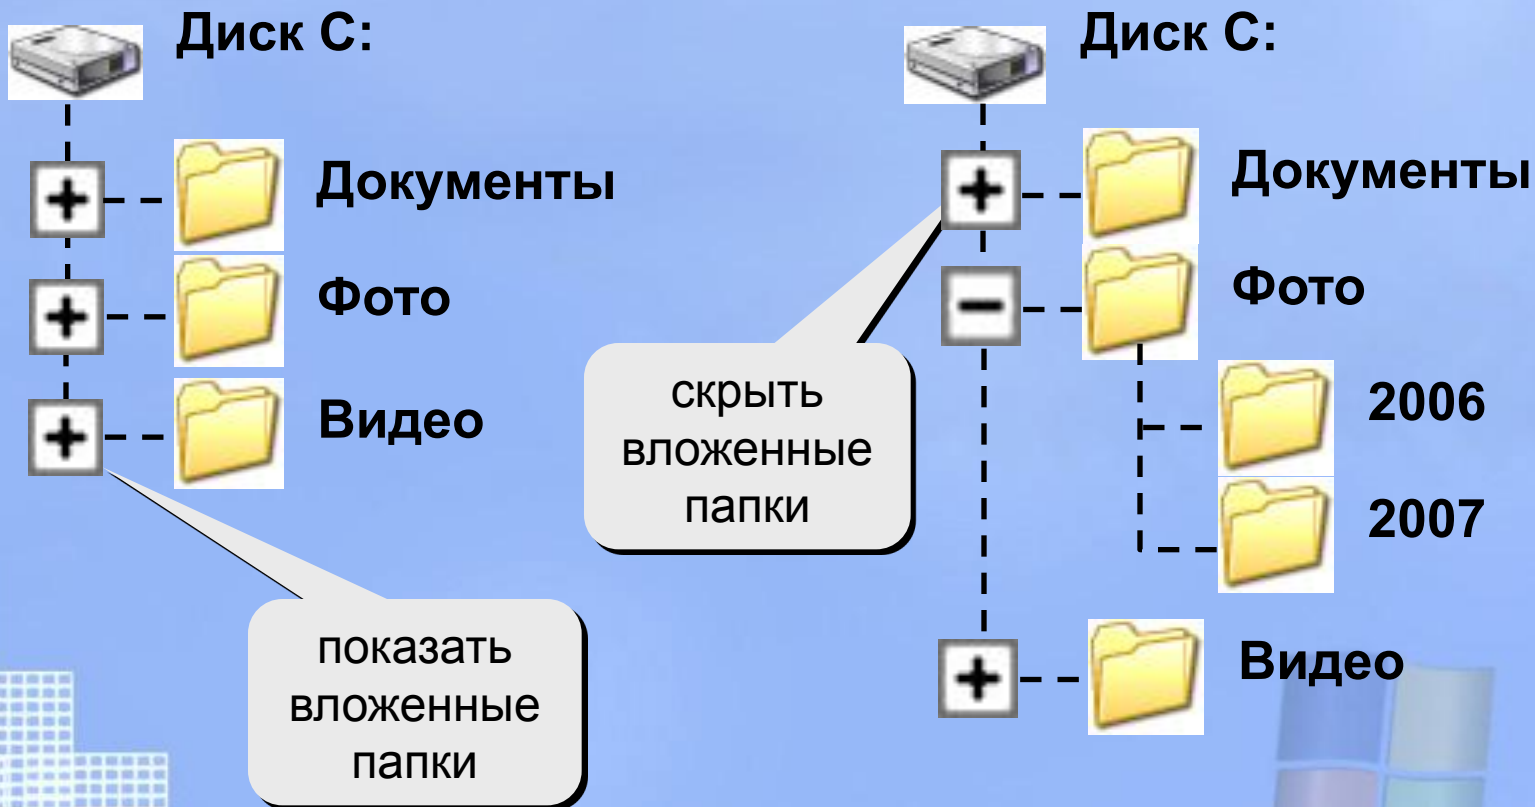 Диск C:
Документы
Фото
Видео
показать
вложенные
папки
Диск C:
Документы
Фото
2006
2007
Видео
скрыть
вложенные
папки